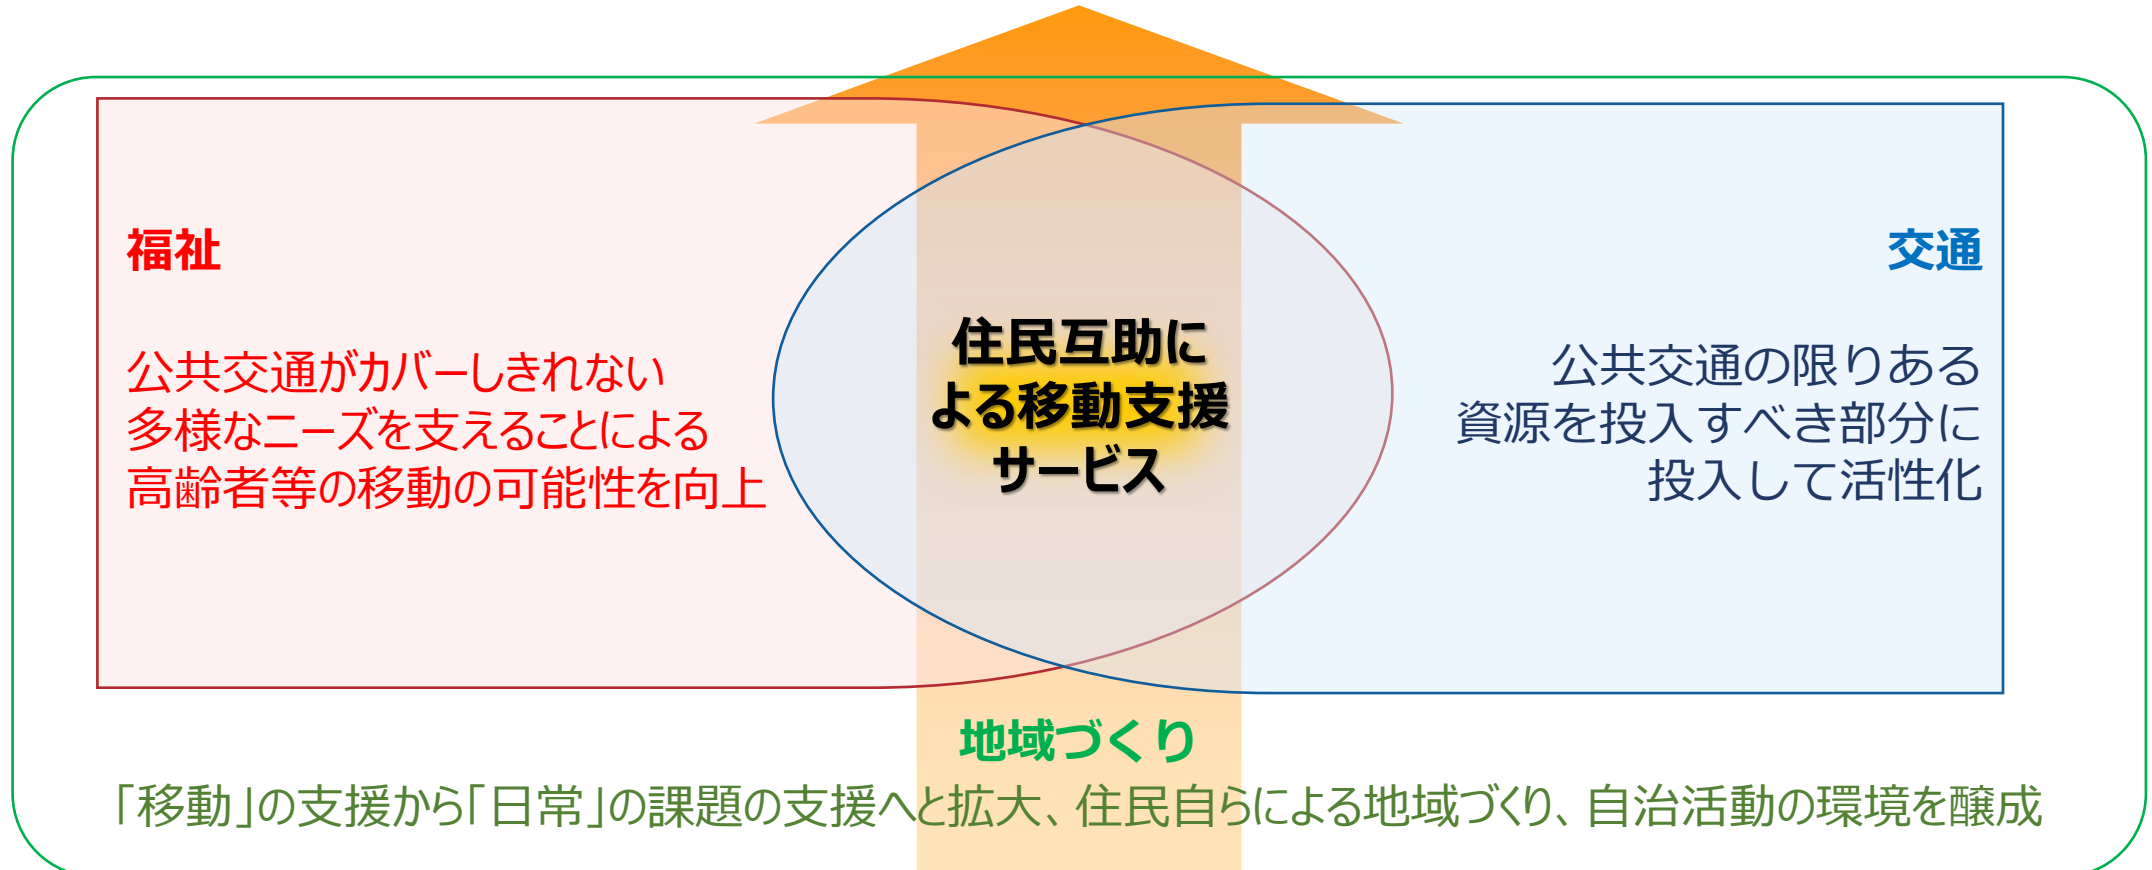 福祉
公共交通がカバーしきれない
多様なニーズを支えることによる
高齢者等の移動の可能性を向上
住民互助に
よる移動支援
サービス
交通
公共交通の限りある
資源を投入すべき部分に
投入して活性化
地域づくり
「移動」の支援から「日常」の課題の支援へと拡大、住民自らによる地域づくり、自治活動の環境を醸成